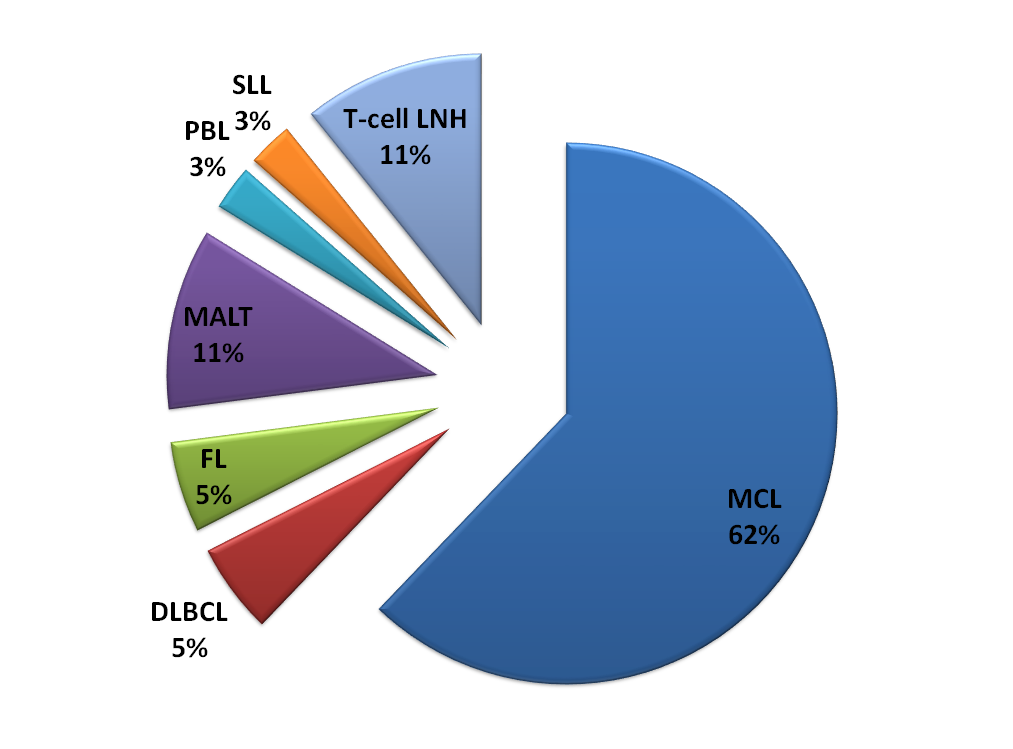 SLL
3%
PBL
3%
T-cell LNH
11%
MALT
11%
FL
5%
MCL
62%
DLBCL
5%